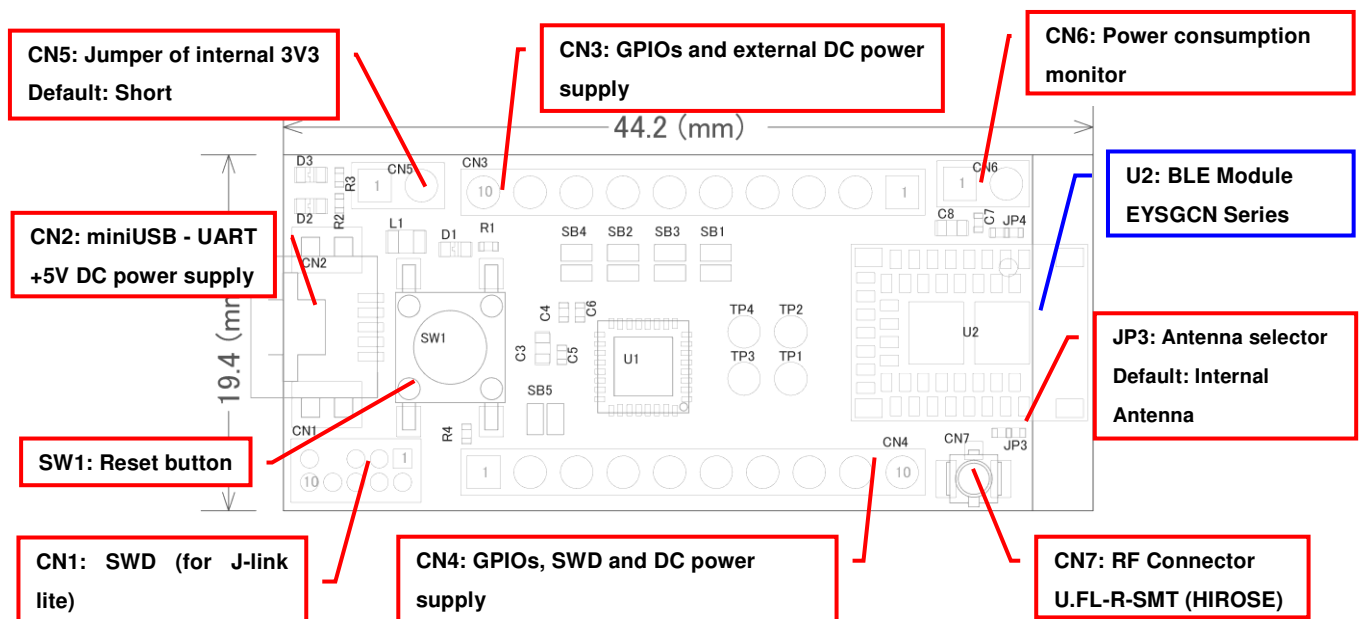 CN5: Jumper of internal 3V3
Default: Short
CN3: GPIOs and external DC power
supply
CN6: Power consumption
monitor
44.2 (mm)
U2: BLE Module
EYSGCN Series
CN2: miniUSB - UART
+5V DC power supply
19.4 (mm)
D3
R3
1
CN5
CN3
10
1
1
CN6
D2
R2
L1
D1
R1
SB4
SB2
SB3
SB1
C8
C7
JP4
CN2
C4
C6
TP4
TP2
SW1
C3
C5
U1
TP3
TP1
U2
JP3: Antenna selector
Default: Internal
Antenna
SB5
CN1
R4
CN4
CN7
JP3
1
10
1
10
SW1: Reset button
CN1: SWD (for J-link
lite)
CN4: GPIOs, SWD and DC power
supply
CN7: RF Connector
U.FL-R-SMT (HIROSE)